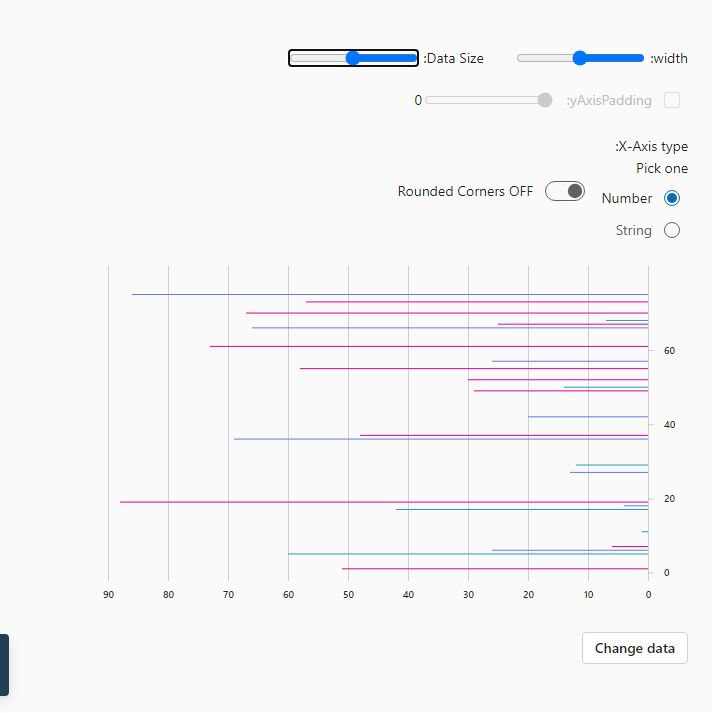 :width
:Data Size
:yAxisPadding
0
:X-Axis type
Pick one
Number
Rounded Corners OFF
String
60
40
20
0
90 80 70 60 50 40 30 20 10 0
Change data